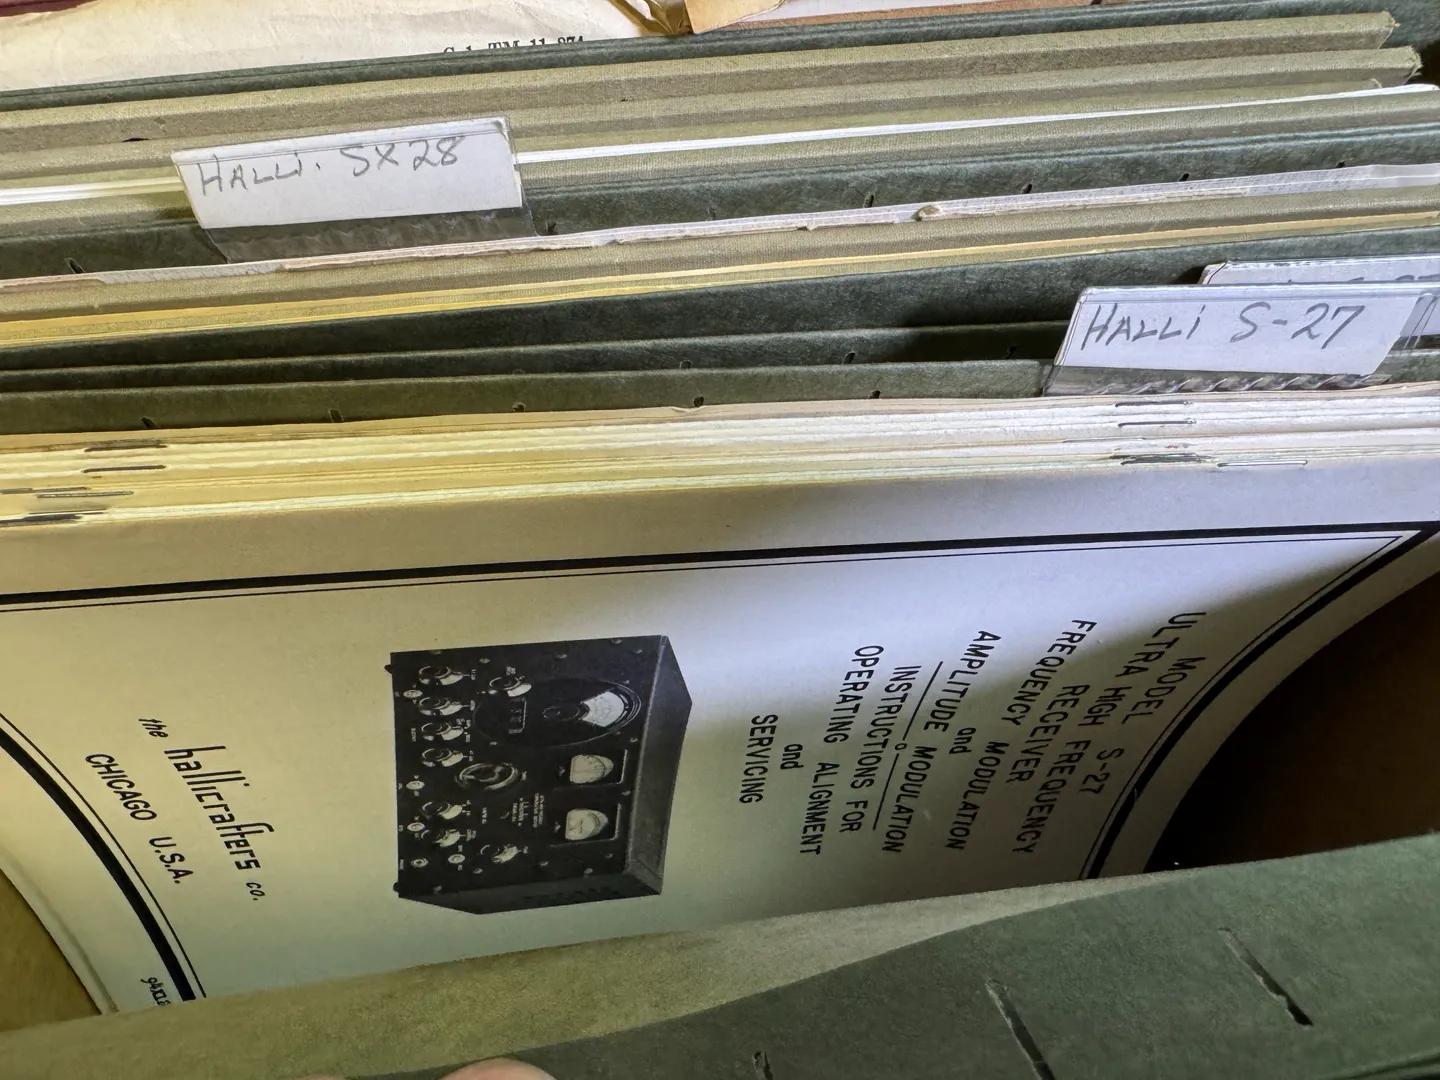 HALLI. SX28
HALLI S-27
MODEL S-27
ULTRA HIGH FREQUENCY
RECEIVER
FREQUENCY MODULATION
and
AMPLITUDE MODULATION
INSTRUCTIONS FOR
OPERATING ALIGNMENT
and
SERVICING
the hallicrafters co.
CHICAGO U.S.A.